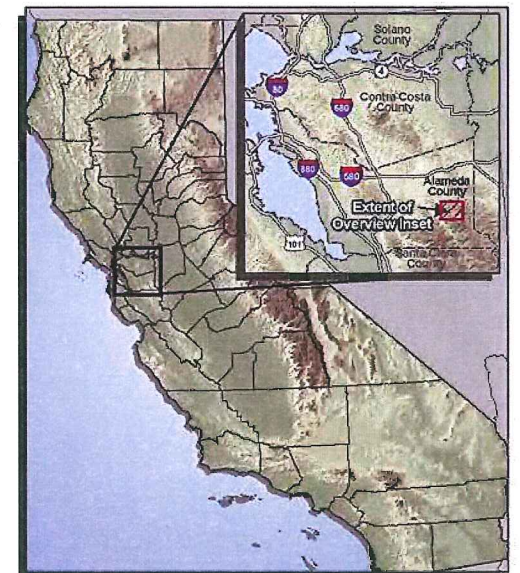 Solano
County
4
80
Contra Costa
County
680
880
680
Alameda
County
Extent of
Overview Inset
101
Santa Clara
County